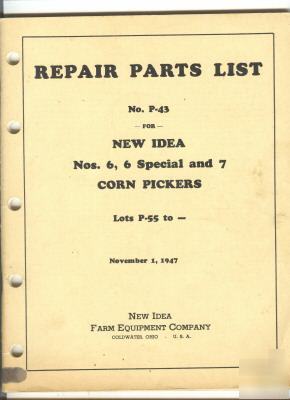 REPAIR PARTS LIST
No. P-43
— FOR —
NEW IDEA
Nos. 6, 6 Special and 7
CORN PICKERS
Lots P-55 to —
November 1, 1947
NEW IDEA
FARM EQUIPMENT COMPANY
COLDWATER, OHIO - U. S. A.